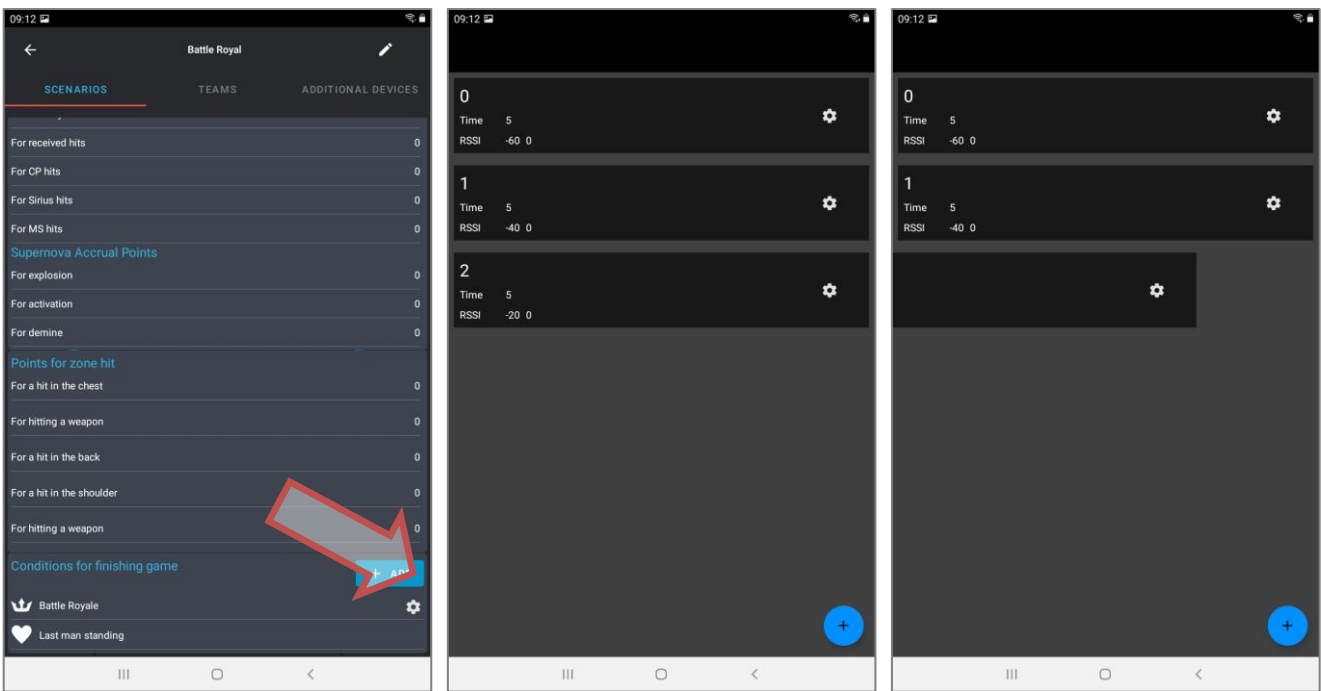 09:12
Battle Royal
SCENARIOS TEAMS ADDITIONAL DEVICES
For received hits 0
For CP hits 0
For Sirius hits 0
For MS hits 0
Supernova Accrual Points
For explosion 0
For activation 0
For demine 0
Points for zone hit
For a hit in the chest 0
For hitting a weapon 0
For a hit in the back 0
For a hit in the shoulder 0
For hitting a weapon 0
Conditions for finishing game
Battle Royale
Last man standing
09:12
0
Time 5
RSSI -60 0
1
Time 5
RSSI -40 0
2
Time 5
RSSI -20 0
+
09:12
0
Time 5
RSSI -60 0
1
Time 5
RSSI -40 0
+